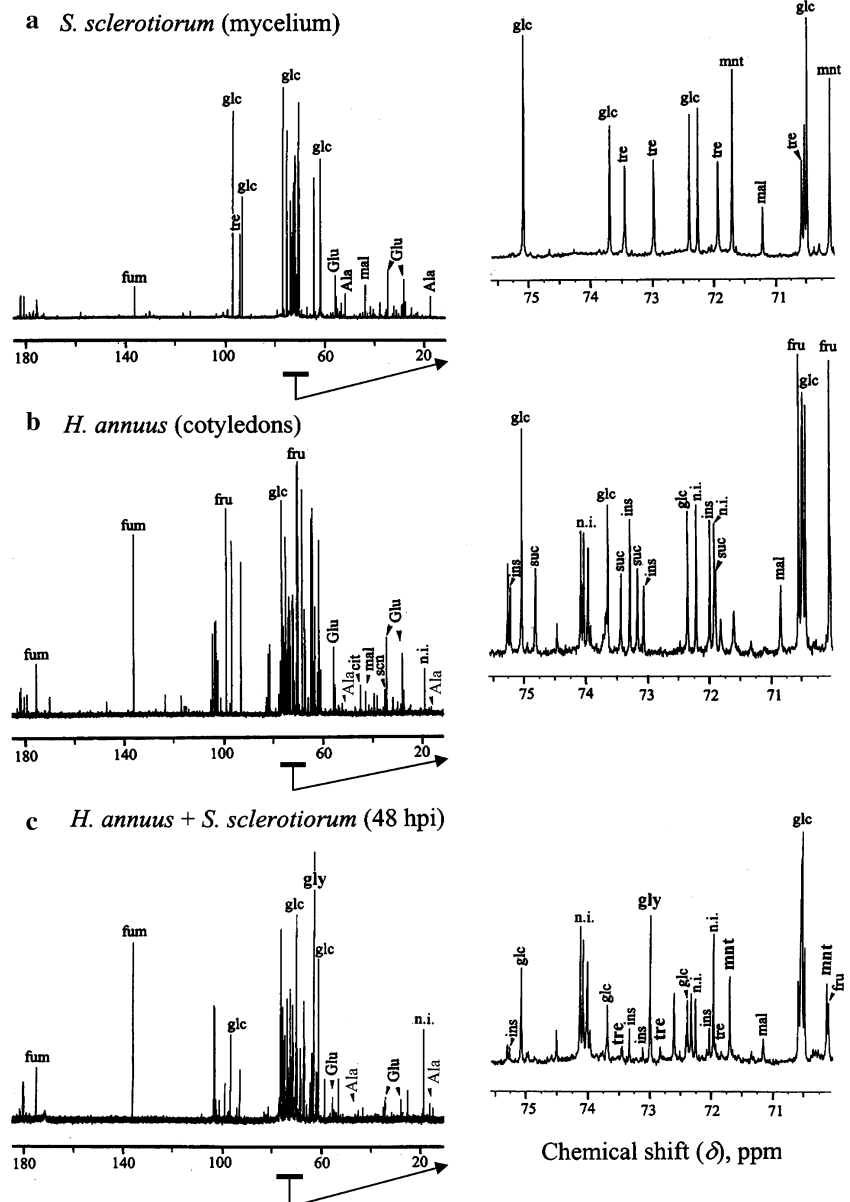 a S. sclerotiorum (mycelium)
glc
glc
glc
tre
glc
fum
Glu
Ala
mal
Glu
Ala
180 140 100 60 20
glc
glc
tre
tre
glc
tre
mnt
mal
tre
glc
mnt
75 74 73 72 71
b H. annuus (cotyledons)
fum
fum
fru
glc
fru
Glu
Ala
cit
mal
scn
Glu
n.i.
Ala
180 140 100 60 20
ins
glc
suc
n.i.
glc
suc
ins
suc
ins
glc
n.i.
ins
n.i.
suc
mal
fru
glc
fru
75 74 73 72 71
c H. annuus + S. sclerotiorum (48 hpi)
fum
fum
glc
glc
gly
glc
Glu
Ala
Glu
n.i.
Ala
180 140 100 60 20
ins
glc
n.i.
glc
tre
ins
ins
gly
tre
glc
n.i.
ins
n.i.
tre
mnt
mal
glc
mnt
fru
75 74 73 72 71
Chemical shift (δ), ppm